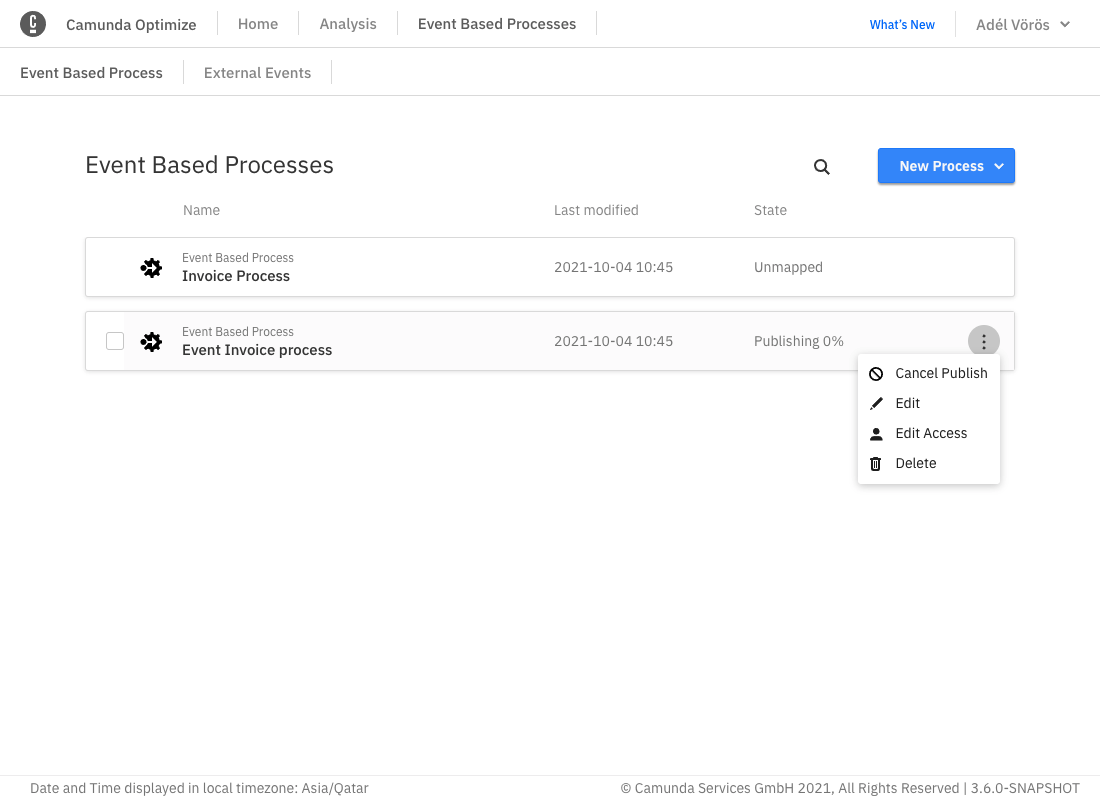 Camunda Optimize Home Analysis Event Based Processes What's New Adél Vörös
Event Based Process External Events
Event Based Processes New Process
Name Last modified State
Event Based Process
Invoice Process 2021-10-04 10:45 Unmapped
Event Based Process
Event Invoice process 2021-10-04 10:45 Publishing 0%
Cancel Publish
Edit
Edit Access
Delete
Date and Time displayed in local timezone: Asia/Qatar © Camunda Services GmbH 2021, All Rights Reserved | 3.6.0-SNAPSHOT